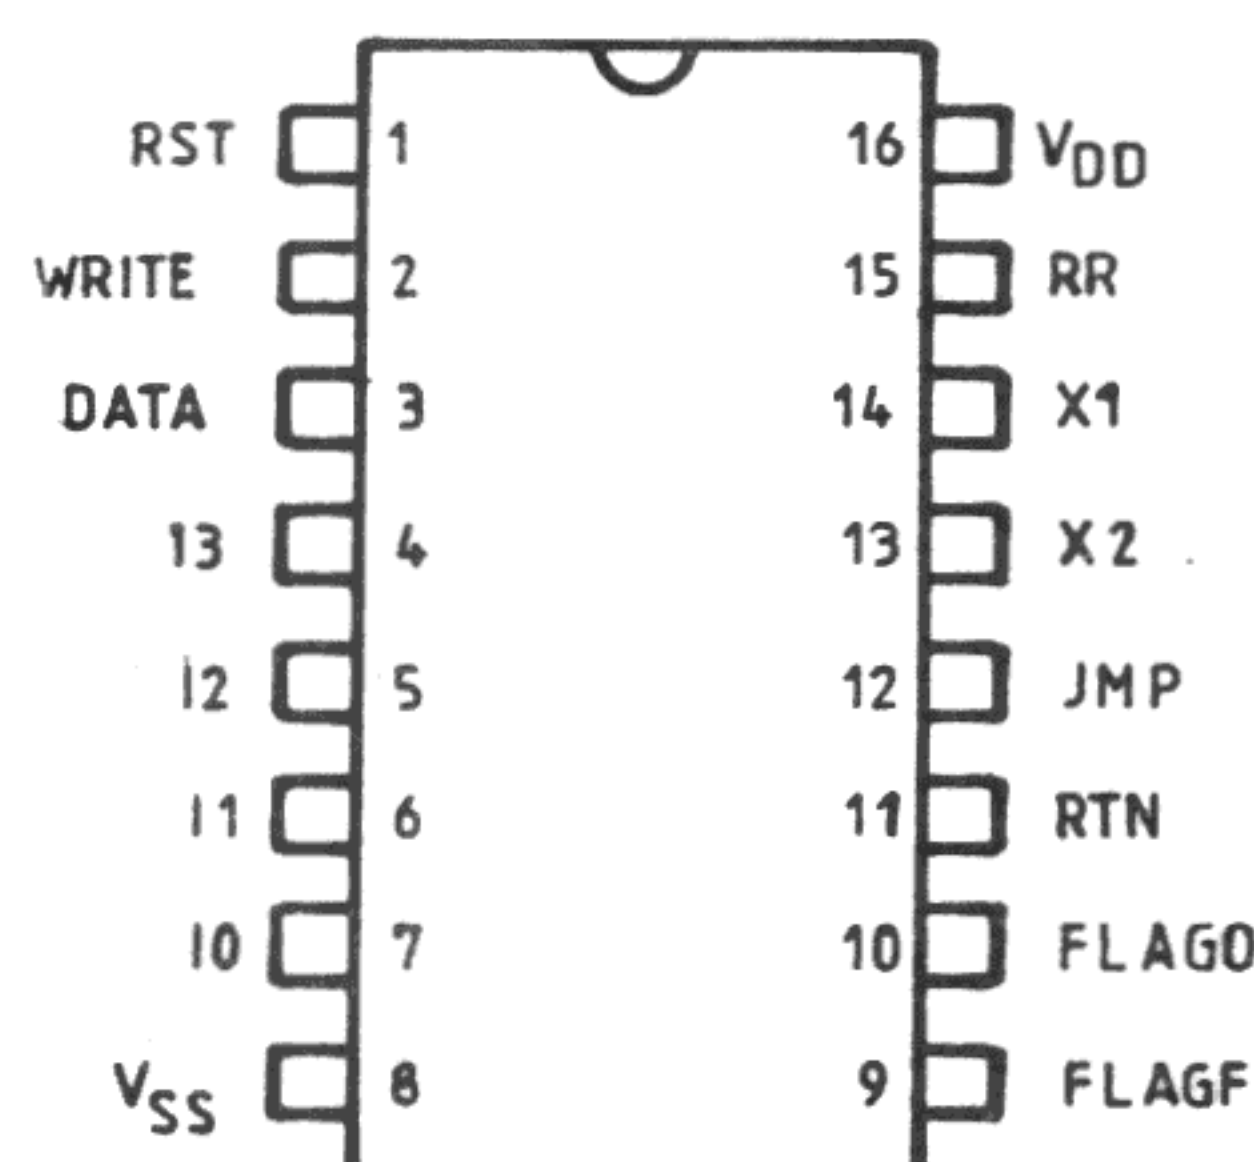 RST 1 16 VDD
WRITE 2 15 RR
DATA 3 14 X1
I3 4 13 X2
I2 5 12 JMP
I1 6 11 RTN
I0 7 10 FLAG0
VSS 8 9 FLAGF